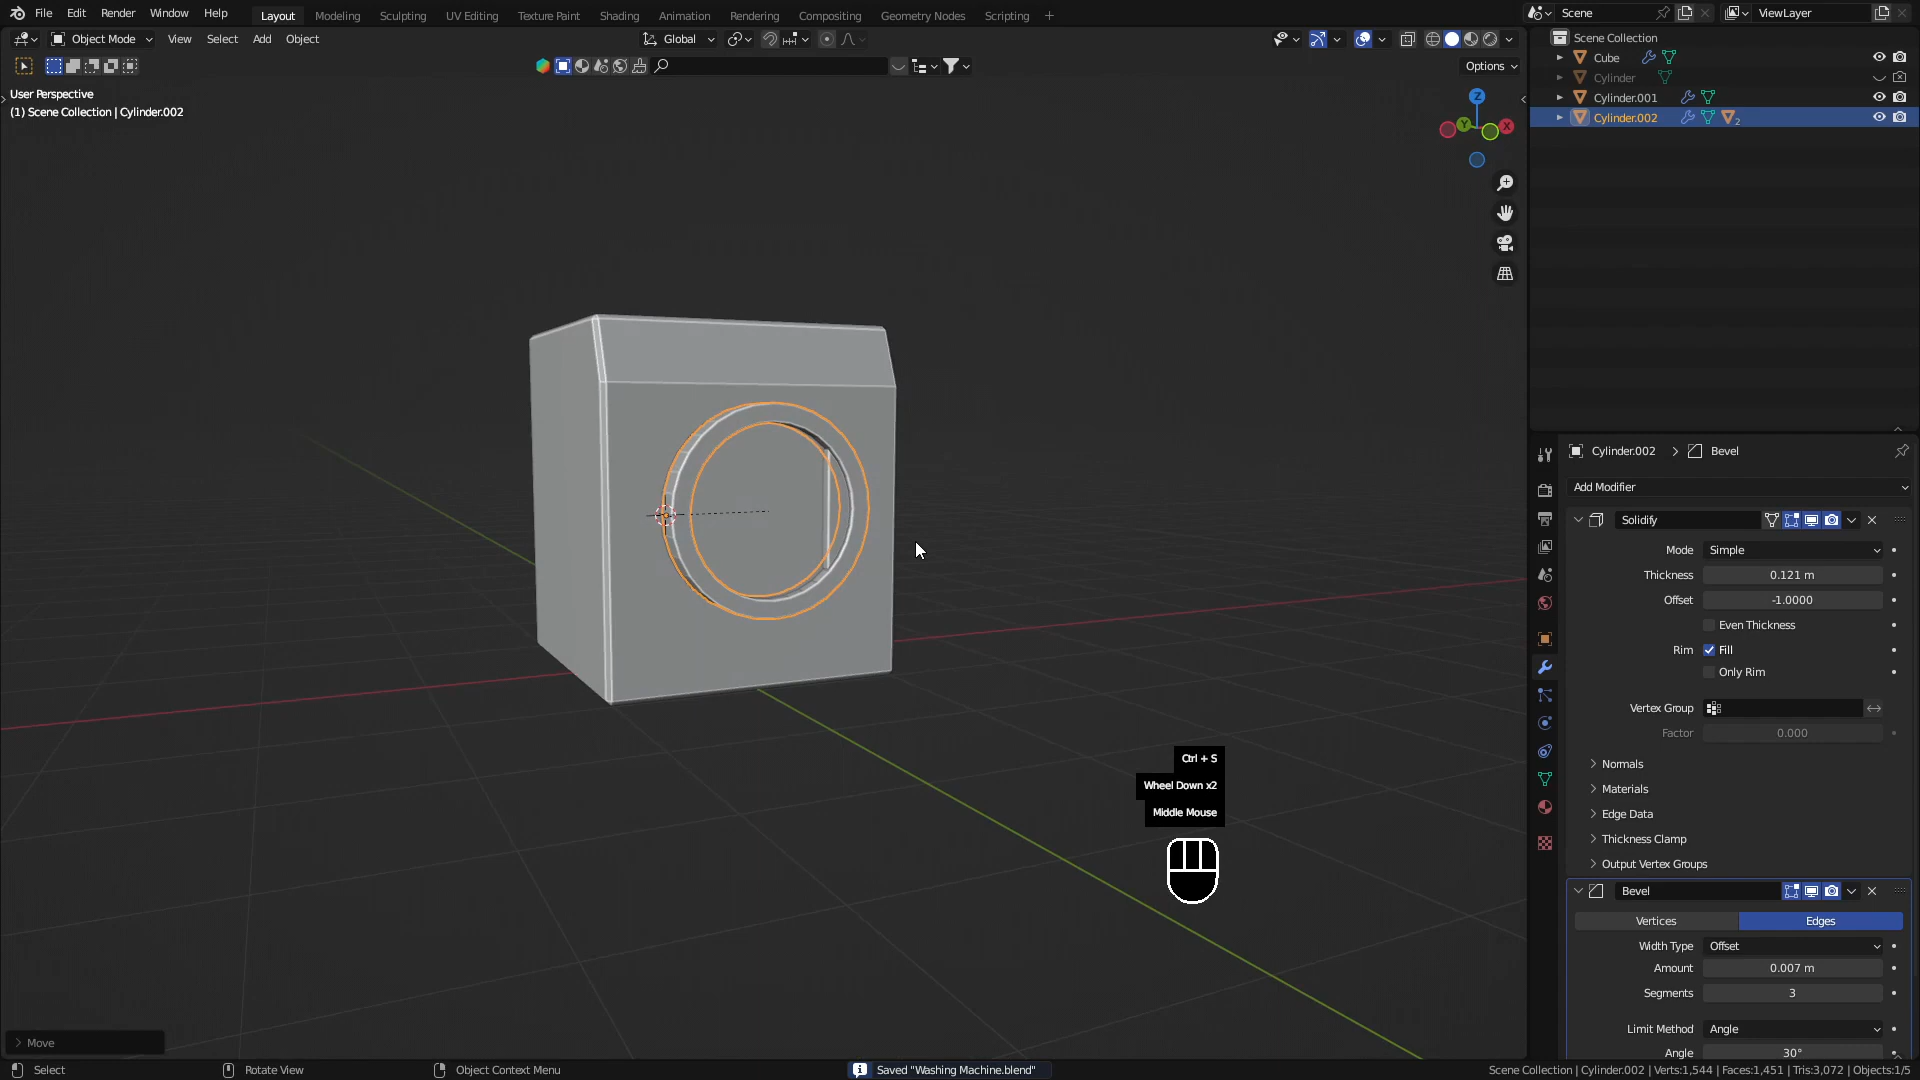 File Edit Render Window Help Layout Modeling Sculpting UV Editing Texture Paint Shading Animation Rendering Compositing Geometry Nodes Scripting + Scene ViewLayer
Object Mode View Select Add Object Global
Options
User Perspective
(1) Scene Collection | Cylinder.002
Z
Y
X
Scene Collection
Cube
Cylinder
Cylinder.001
Cylinder.002 2
Cylinder.002 Bevel
Add Modifier
Solidify
Mode Simple
Thickness 0.121 m
Offset -1.0000
Even Thickness
Rim Fill
Only Rim
Vertex Group
Factor 0.000
Normals
Materials
Edge Data
Thickness Clamp
Output Vertex Groups
Bevel
Vertices Edges
Width Type Offset
Amount 0.007 m
Segments 3
Limit Method Angle
Angle 30°
Ctrl + S
Wheel Down x2
Middle Mouse
Move
Select Rotate View Object Context Menu Saved "Washing Machine.blend" Scene Collection | Cylinder.002 | Verts:1,544 | Faces:1,451 | Tris:3,072 | Objects:1/5